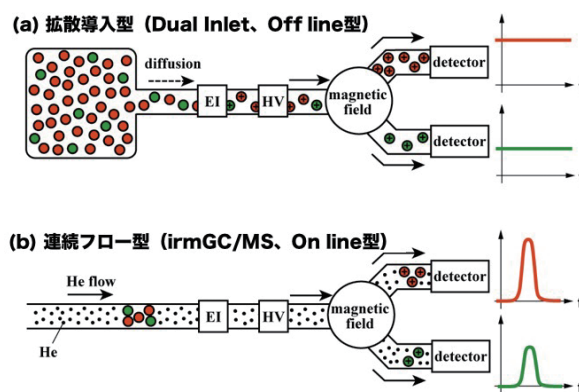 (a) 拡散導入型（Dual Inlet、Off line型）
diffusion
EI
HV
magnetic
field
detector
detector
t
t
(b) 連続フロー型（irmGC/MS、On line型）
He flow
He
EI
HV
magnetic
field
detector
detector
t
t